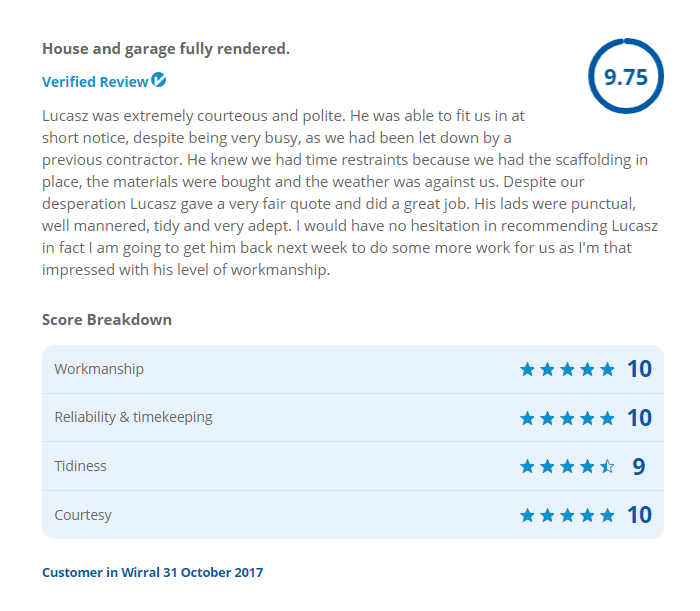 House and garage fully rendered.
Verified Review
9.75
Lucasz was extremely courteous and polite. He was able to fit us in at
short notice, despite being very busy, as we had been let down by a
previous contractor. He knew we had time restraints because we had the scaffolding in
place, the materials were bought and the weather was against us. Despite our
desperation Lucasz gave a very fair quote and did a great job. His lads were punctual,
well mannered, tidy and very adept. I would have no hesitation in recommending Lucasz
in fact I am going to get him back next week to do some more work for us as I'm that
impressed with his level of workmanship.
Score Breakdown
Workmanship 10
Reliability & timekeeping 10
Tidiness 9
Courtesy 10
Customer in Wirral 31 October 2017